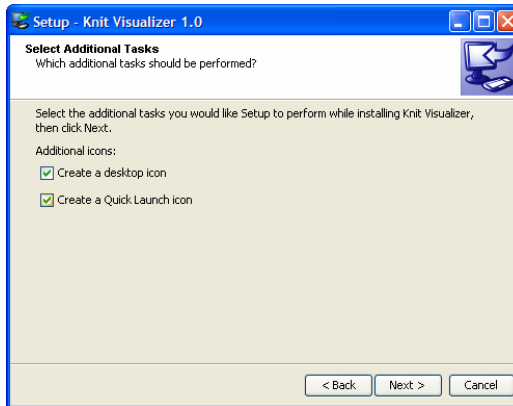 Setup - Knit Visualizer 1.0
Select Additional Tasks
Which additional tasks should be performed?
Select the additional tasks you would like Setup to perform while installing Knit Visualizer,
then click Next.
Additional icons:
Create a desktop icon
Create a Quick Launch icon
< Back Next > Cancel